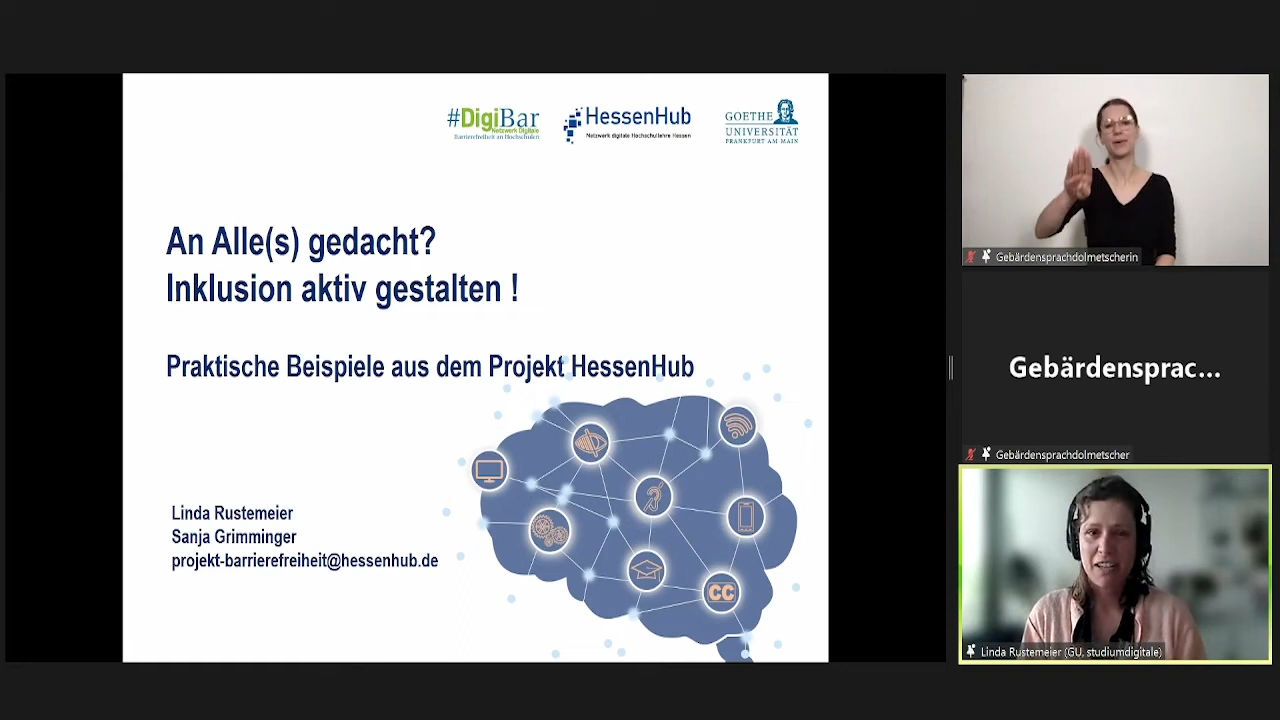 #DigiBar
Netzwerk Digitale
Barrierefreiheit an Hochschulen
HessenHub
Netzwerk digitale Hochschullehre Hessen
GOETHE
UNIVERSITÄT
FRANKFURT AM MAIN
An Alle(s) gedacht?
Inklusion aktiv gestalten !
Praktische Beispiele aus dem Projekt HessenHub
Linda Rustemeier
Sanja Grimminger
projekt-barrierefreiheit@hessenhub.de
CC
Gebärdensprachdolmetscherin
Gebärdensprac...
Gebärdensprachdolmetscher
Linda Rustemeier (GU, studiumdigitale)